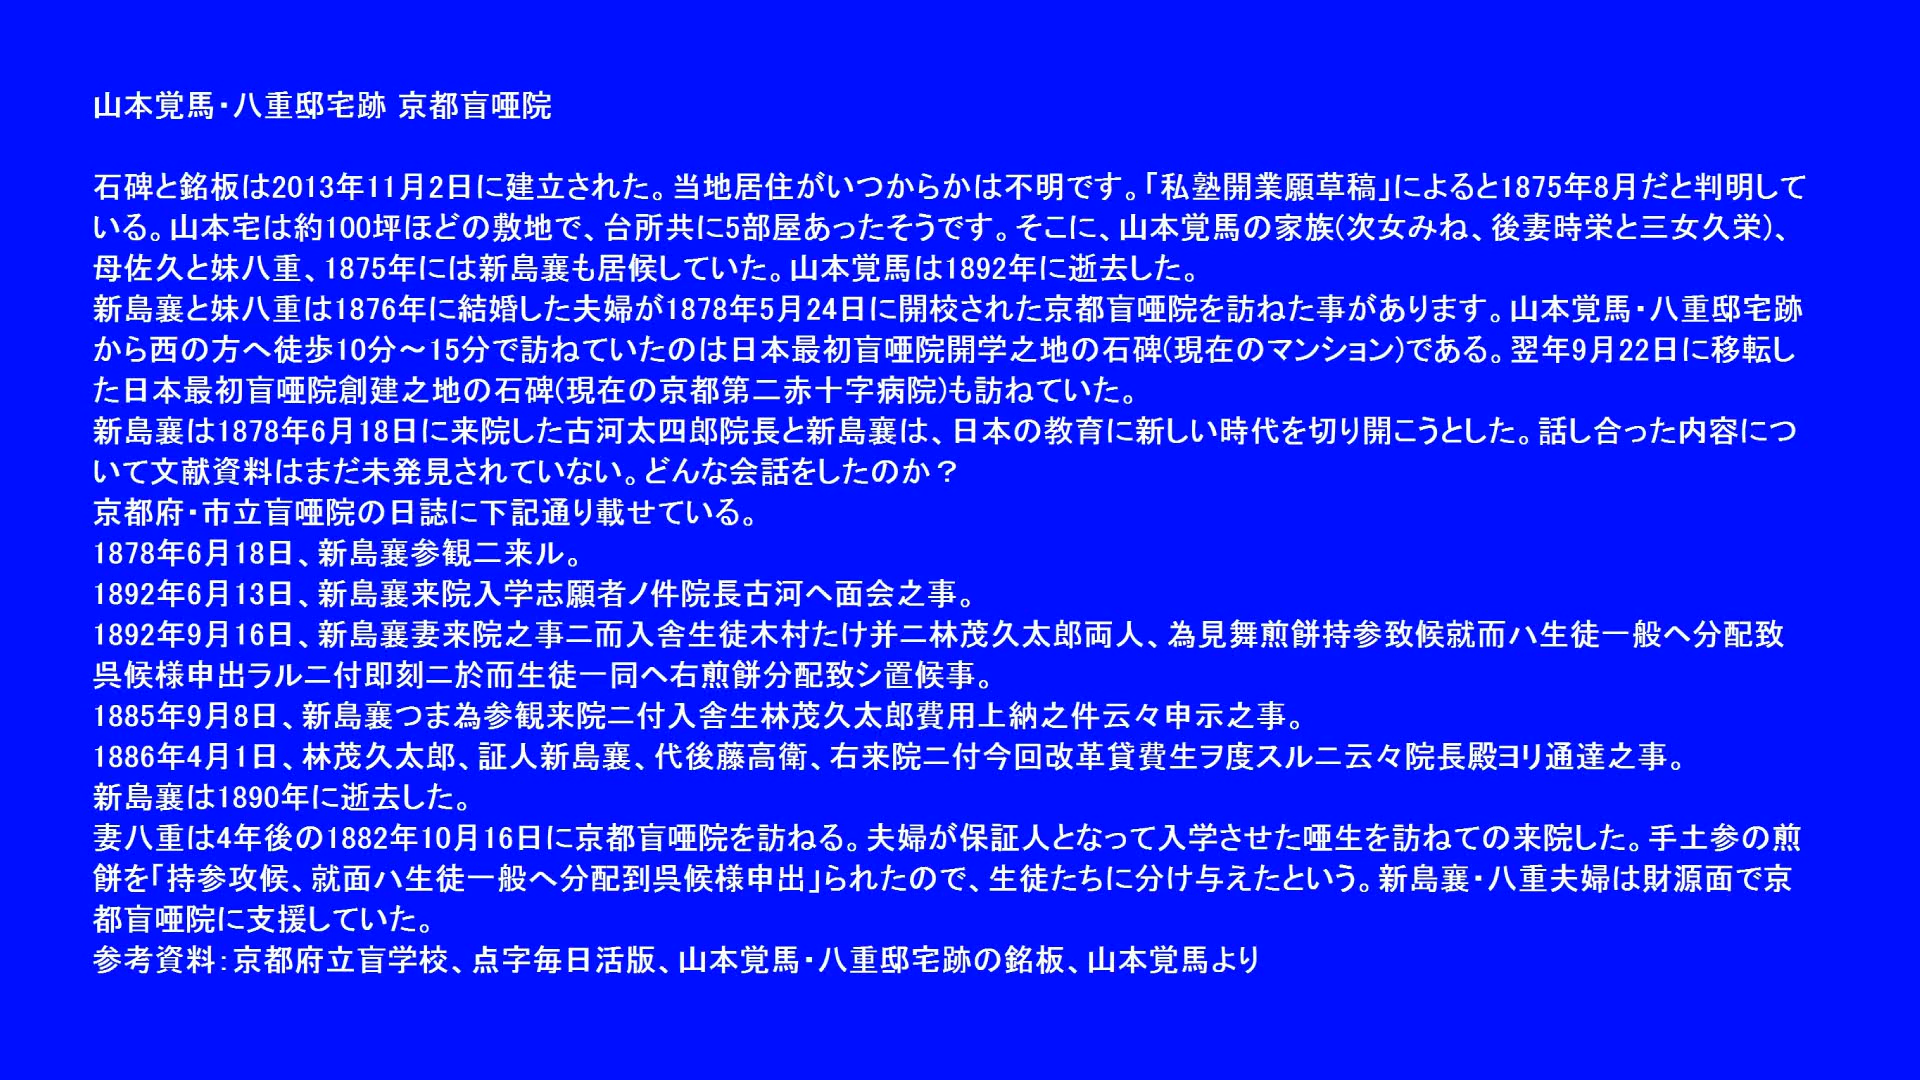 山本覚馬・八重邸宅跡 京都盲唖院
石碑と銘板は2013年11月2日に建立された。当地居住がいつからかは不明です。「私塾開業願草稿」によると1875年8月だと判明して
いる。山本宅は約100坪ほどの敷地で、台所共に5部屋あったそうです。そこに、山本覚馬の家族(次女みね、後妻時栄と三女久栄)、
母佐久と妹八重、1875年には新島襄も居候していた。山本覚馬は1892年に逝去した。
新島襄と妹八重は1876年に結婚した夫婦が1878年5月24日に開校された京都盲唖院を訪ねた事があります。山本覚馬・八重邸宅跡
から西の方へ徒歩10分～15分で訪ねていたのは日本最初盲唖院開学之地の石碑(現在のマンション)である。翌年9月22日に移転し
た日本最初盲唖院創建之地の石碑(現在の京都第二赤十字病院)も訪ねていた。
新島襄は1878年6月18日に来院した古河太四郎院長と新島襄は、日本の教育に新しい時代を切り開こうとした。話し合った内容につ
いて文献資料はまだ未発見されていない。どんな会話をしたのか？
京都府・市立盲唖院の日誌に下記通り載せている。
1878年6月18日、新島襄参観二来ル。
1892年6月13日、新島襄来院入学志願者ノ件院長古河へ面会之事。
1892年9月16日、新島襄妻来院之事ニ而入舎生徒木村たけ并ニ林茂久太郎両人、為見舞煎餅持参致候就而ハ生徒一般へ分配致
呉候様申出ラルニ付即刻ニ於而生徒一同へ右煎餅分配致シ置候事。
1885年9月8日、新島襄つま為参観来院ニ付入舎生林茂久太郎費用上納之件云々申示之事。
1886年4月1日、林茂久太郎、証人新島襄、代後藤高衛、右来院ニ付今回改革貸費生ヲ度スルニ云々院長殿ヨリ通達之事。
新島襄は1890年に逝去した。
妻八重は4年後の1882年10月16日に京都盲唖院を訪ねる。夫婦が保証人となって入学させた唖生を訪ねての来院した。手土参の煎
餅を「持参攻候、就面ハ生徒一般へ分配到呉候様申出」られたので、生徒たちに分け与えたという。新島襄・八重夫婦は財源面で京
都盲唖院に支援していた。
参考資料：京都府立盲学校、点字毎日活版、山本覚馬・八重邸宅跡の銘板、山本覚馬より